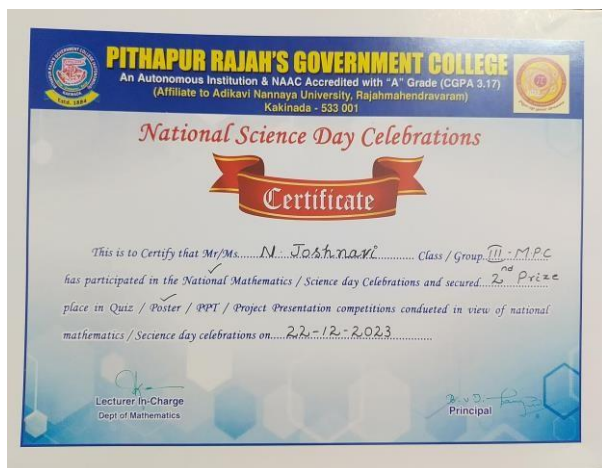 PITHAPUR RAJAH'S GOVERNMENT COLLEGE
An Autonomous Institution & NAAC Accredited with "A" Grade (CGPA 3.17)
(Affiliate to Adikavi Nannaya University, Rajahmahendravaram)
Kakinada - 533 001
Estd. 1884
National Science Day Celebrations
Certificate
This is to Certify that Mr/Ms. N. Joshnavi Class / Group. III - MPC
has participated in the National Mathematics / Science day Celebrations and secured 2nd Prize
place in Quiz / Poster / PPT / Project Presentation competitions condueted in view of national
mathematics / Secience day celebrations on 22-12-2023
Lecturer In-Charge
Dept of Mathematics
Principal